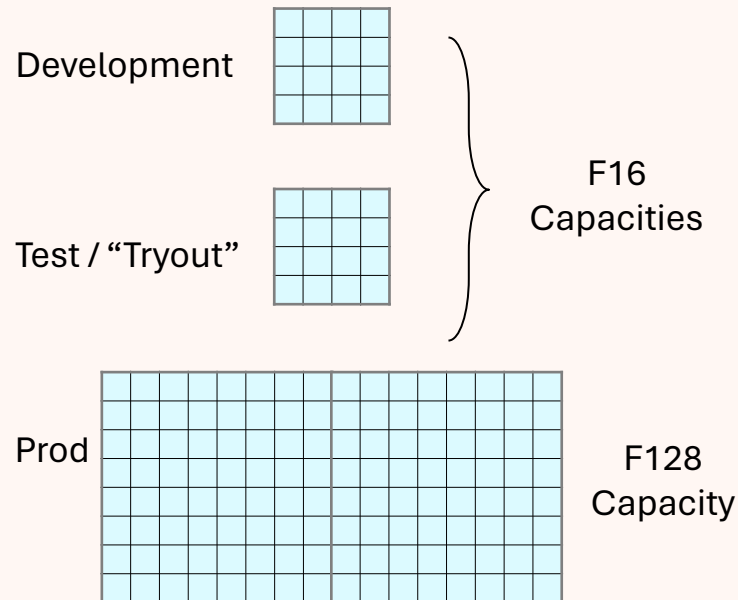 Development
F16
Capacities
Test / “Tryout”
Prod
F128
Capacity